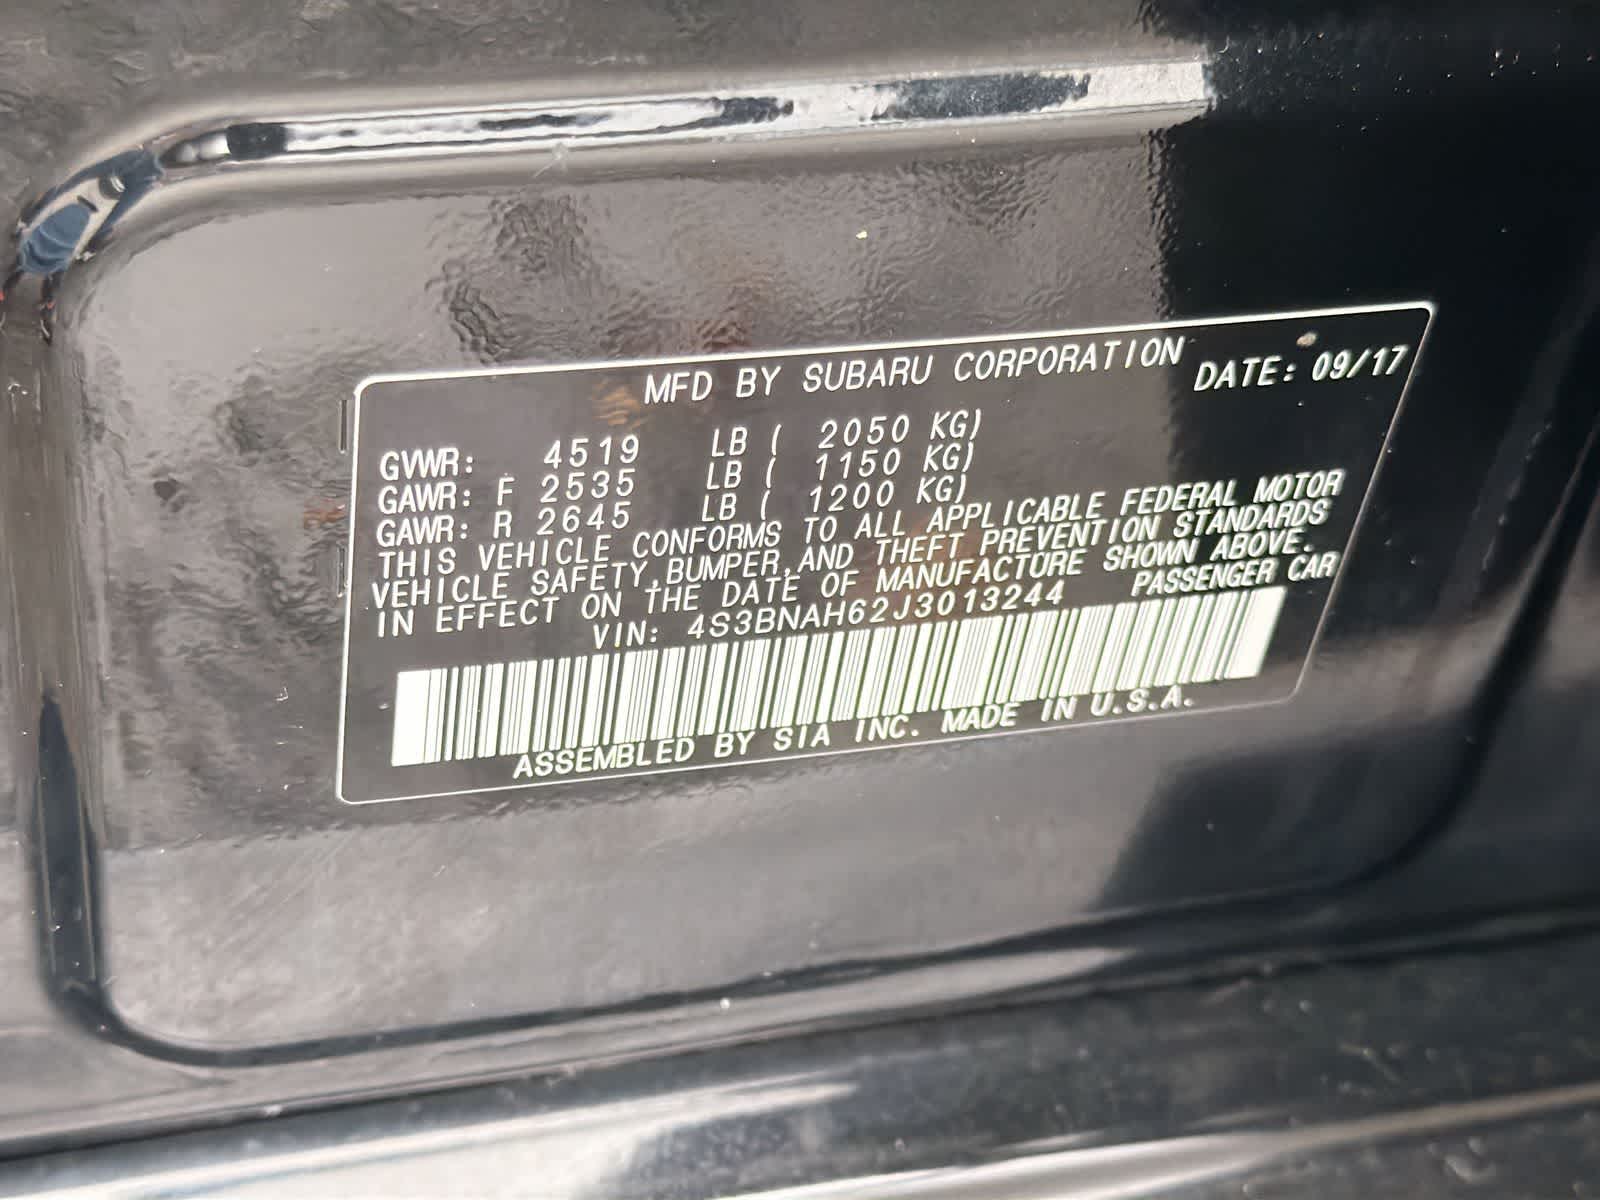 MFD BY SUBARU CORPORATION DATE: 09/17
GVWR: 4519 LB ( 2050 KG)
GAWR: F 2535 LB ( 1150 KG)
GAWR: R 2645 LB ( 1200 KG)
THIS VEHICLE CONFORMS TO ALL APPLICABLE FEDERAL MOTOR
VEHICLE SAFETY,BUMPER,AND THEFT PREVENTION STANDARDS
IN EFFECT ON THE DATE OF MANUFACTURE SHOWN ABOVE.
VIN: 4S3BNAH62J3013244 PASSENGER CAR
ASSEMBLED BY SIA INC. MADE IN U.S.A.